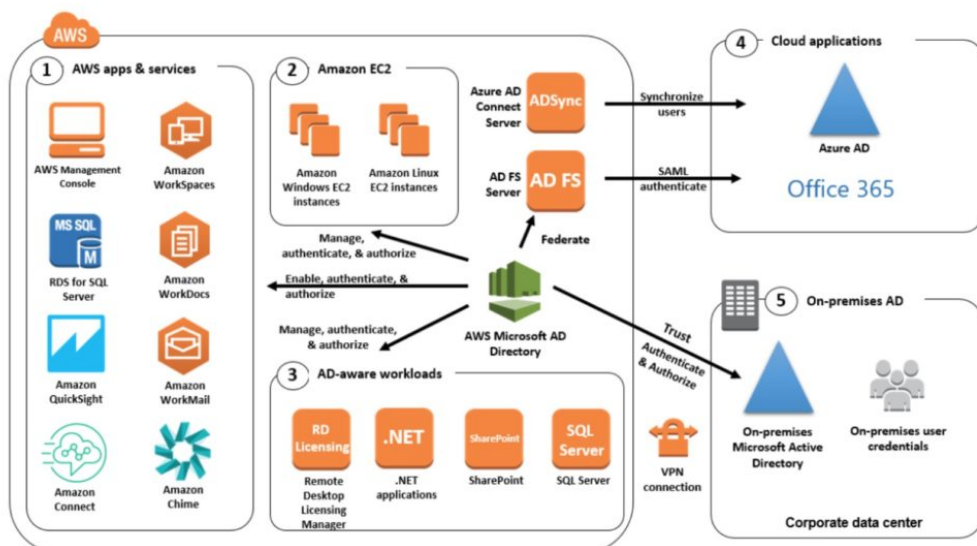 AWS
1
AWS apps & services
AWS Management
Console
Amazon
WorkSpaces
MS SQL
M
RDS for SQL
Server
Amazon
WorkDocs
Amazon
QuickSight
Amazon
WorkMail
Amazon
Connect
Amazon
Chime
2
Amazon EC2
Amazon
Windows EC2
instances
Amazon Linux
EC2 instances
Azure AD
Connect
Server
ADSync
AD FS
Server
AD FS
Synchronize
users
SAML
authenticate
Federate
Manage,
authenticate, & authorize
Enable, authenticate, &
authorize
Manage, authenticate,
& authorize
AWS Microsoft AD
Directory
Trust
Authenticate
& Authorize
3
AD-aware workloads
RD
Licensing
Remote
Desktop
Licensing
Manager
.NET
.NET
applications
SharePoint
SharePoint
SQL
Server
SQL Server
VPN
connection
4
Cloud applications
Azure AD
Office 365
5
On-premises AD
On-premises
Microsoft Active
Directory
On-premises user
credentials
Corporate data center